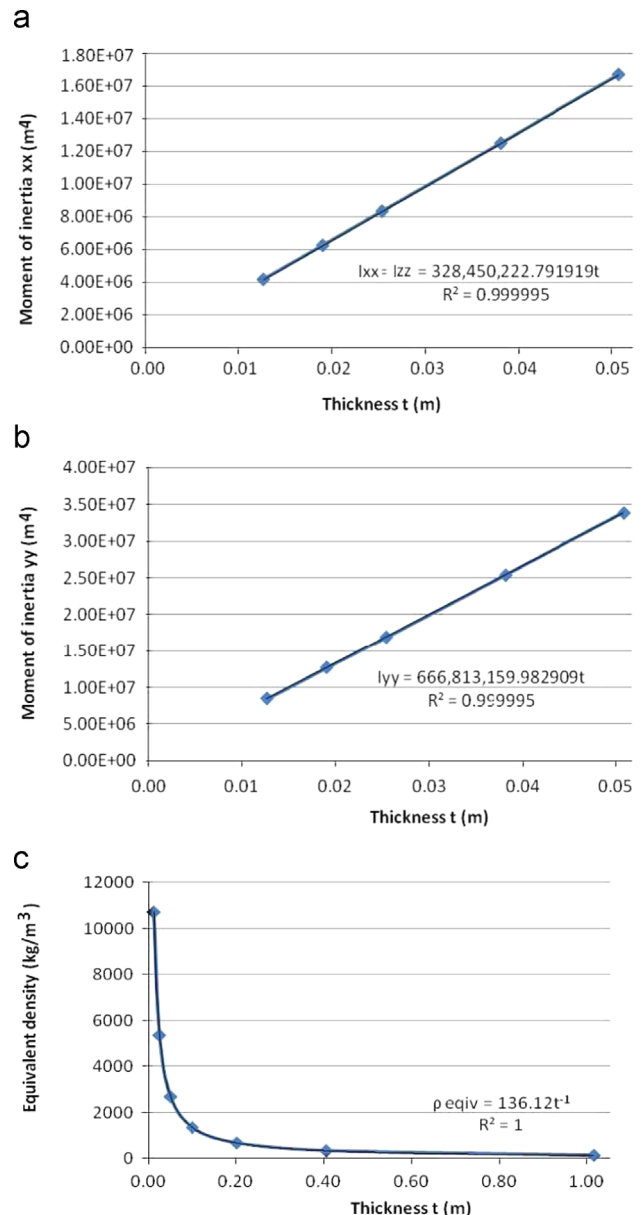 a
Moment of inertia xx (m⁴)
1.80E+07
1.60E+07
1.40E+07
1.20E+07
1.00E+07
8.00E+06
6.00E+06
4.00E+06
2.00E+06
0.00E+00
Ixx = Izz = 328,450,222.791919t
R² = 0.999995
0.00 0.01 0.02 0.03 0.04 0.05
Thickness t (m)
b
Moment of inertia yy (m⁴)
4.00E+07
3.50E+07
3.00E+07
2.50E+07
2.00E+07
1.50E+07
1.00E+07
5.00E+06
0.00E+00
Iyy = 666,813,159.982909t
R² = 0.999995
0.00 0.01 0.02 0.03 0.04 0.05
Thickness t (m)
c
Equivalent density (kg/m³)
12000
10000
8000
6000
4000
2000
0
ρ eqiv = 136.12t⁻¹
R² = 1
0.00 0.20 0.40 0.60 0.80 1.00
Thickness t (m)